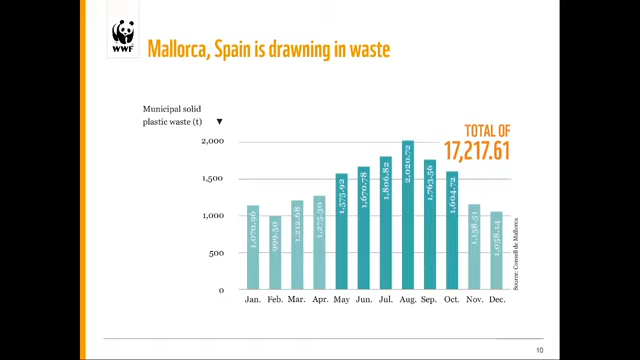 WWF
Mallorca, Spain is drawning in waste
Municipal solid
plastic waste (t) ▼
TOTAL OF
17,217.61
2,000
1,500
1,000
500
0
1,070.96
999.50
1,212.68
1,275.30
1,575.92
1,670.78
1,806.82
2,020.72
1,763.56
1,604.72
1,158.51
1,058.14
Jan. Feb. Mar. Apr. May Jun. Jul. Aug. Sep. Oct. Nov. Dec.
Source: Consell de Mallorca
10